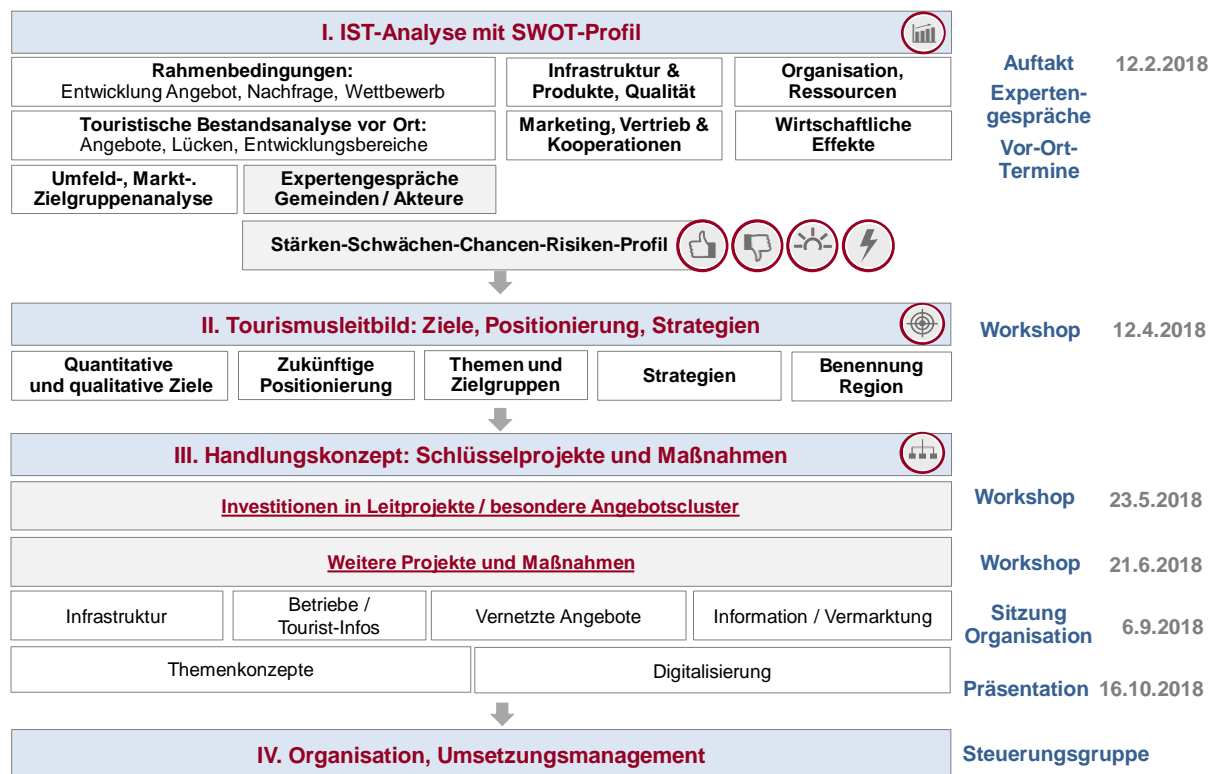 I. IST-Analyse mit SWOT-Profil
Rahmenbedingungen:
Entwicklung Angebot, Nachfrage, Wettbewerb
Infrastruktur &
Produkte, Qualität
Organisation,
Ressourcen
Touristische Bestandsanalyse vor Ort:
Angebote, Lücken, Entwicklungsbereiche
Marketing, Vertrieb &
Kooperationen
Wirtschaftliche
Effekte
Umfeld-, Markt-.
Zielgruppenanalyse
Expertengespräche
Gemeinden / Akteure
Stärken-Schwächen-Chancen-Risiken-Profil
Auftakt 12.2.2018
Experten-
gespräche
Vor-Ort-
Termine
II. Tourismusleitbild: Ziele, Positionierung, Strategien
Workshop 12.4.2018
Quantitative
und qualitative Ziele
Zukünftige
Positionierung
Themen und
Zielgruppen
Strategien
Benennung
Region
III. Handlungskonzept: Schlüsselprojekte und Maßnahmen
Investitionen in Leitprojekte / besondere Angebotscluster
Workshop 23.5.2018
Weitere Projekte und Maßnahmen
Workshop 21.6.2018
Infrastruktur
Betriebe /
Tourist-Infos
Vernetzte Angebote
Information / Vermarktung
Sitzung
Organisation 6.9.2018
Themenkonzepte
Digitalisierung
Präsentation 16.10.2018
IV. Organisation, Umsetzungsmanagement
Steuerungsgruppe